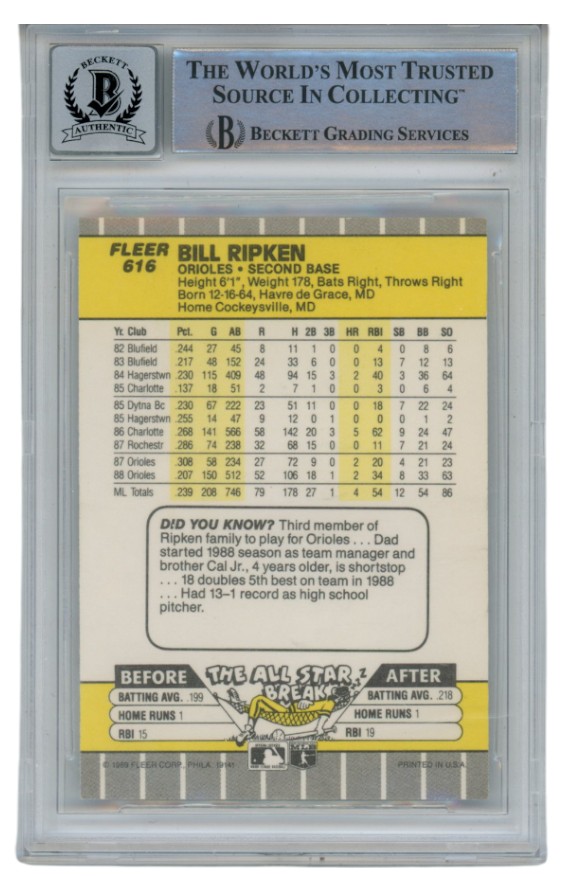 BECKETT
B
AUTHENTIC
THE WORLD'S MOST TRUSTED
SOURCE IN COLLECTING™
B BECKETT GRADING SERVICES
FLEER
616
BILL RIPKEN
ORIOLES • SECOND BASE
Height 6'1", Weight 178, Bats Right, Throws Right
Born 12-16-64, Havre de Grace, MD
Home Cockeysville, MD
Yr. Club Pct. G AB R H 2B 3B HR RBI SB BB SO
82 Blufield .244 27 45 8 11 1 0 0 4 0 8 6
83 Blufield .217 48 152 24 33 6 0 0 13 7 12 13
84 Hagerstwn .230 115 409 48 94 15 3 2 40 3 36 64
85 Charlotte .137 18 51 2 7 1 0 0 3 0 6 4
85 Dytna Bc .230 67 222 23 51 11 0 0 18 7 22 24
85 Hagerstwn .255 14 47 9 12 0 1 0 0 0 1 2
86 Charlotte .268 141 566 58 142 20 3 5 62 9 24 47
87 Rochestr .286 74 238 32 68 15 0 0 11 7 21 24
87 Orioles .308 58 234 27 72 9 0 2 20 4 21 23
88 Orioles .207 150 512 52 106 18 1 2 34 8 33 63
ML Totals .239 208 746 79 178 27 1 4 54 12 54 86
D!D YOU KNOW? Third member of
Ripken family to play for Orioles . . . Dad
started 1988 season as team manager and
brother Cal Jr., 4 years older, is shortstop
. . . 18 doubles 5th best on team in 1988
. . . Had 13–1 record as high school
pitcher.
BEFORE THE ALL STAR BREAK AFTER
BATTING AVG. .199 BATTING AVG. .218
HOME RUNS 1 HOME RUNS 1
RBI 15 RBI 19
© 1989 FLEER CORP., PHILA. 19141 PRINTED IN U.S.A.